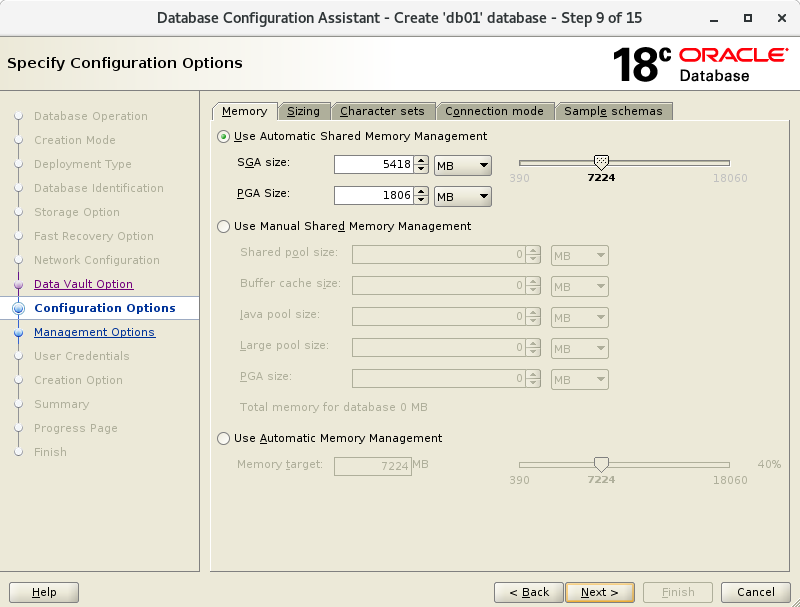 Database Configuration Assistant - Create 'db01' database - Step 9 of 15
Specify Configuration Options
18c ORACLE Database
Database Operation
Creation Mode
Deployment Type
Database Identification
Storage Option
Fast Recovery Option
Network Configuration
Data Vault Option
Configuration Options
Management Options
User Credentials
Creation Option
Summary
Progress Page
Finish
Memory Sizing Character sets Connection mode Sample schemas
Use Automatic Shared Memory Management
SGA size: 5418 MB
390 7224 18060
PGA Size: 1806 MB
Use Manual Shared Memory Management
Shared pool size: 0 MB
Buffer cache size: 0 MB
Java pool size: 0 MB
Large pool size: 0 MB
PGA size: 0 MB
Total memory for database 0 MB
Use Automatic Memory Management
Memory target: 7224 MB 40%
390 7224 18060
Help < Back Next > Finish Cancel